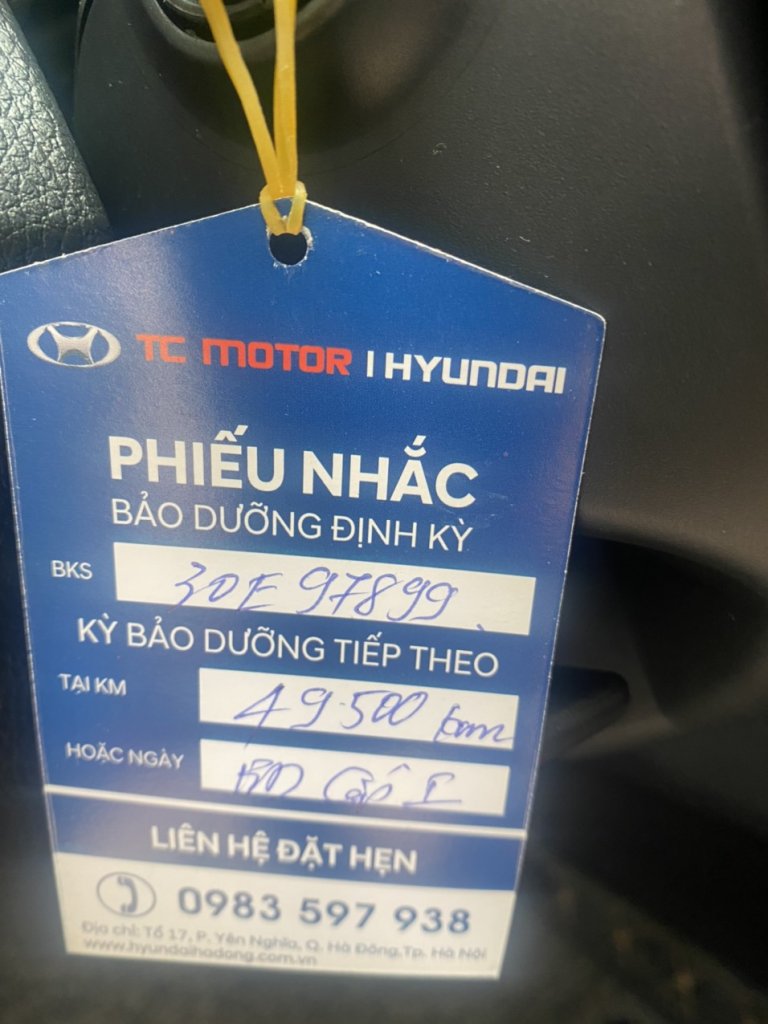 TC MOTOR | HYUNDAI
PHIẾU NHẮC
BẢO DƯỠNG ĐỊNH KỲ
BKS 30E 97899
KỲ BẢO DƯỠNG TIẾP THEO
TẠI KM 49.500 km
HOẶC NGÀY BD Cấp I
LIÊN HỆ ĐẶT HẸN
0983 597 938
Địa chỉ: Tổ 17, P. Yên Nghĩa, Q. Hà Đông, Tp. Hà Nội
www.hyundaihadong.com.vn